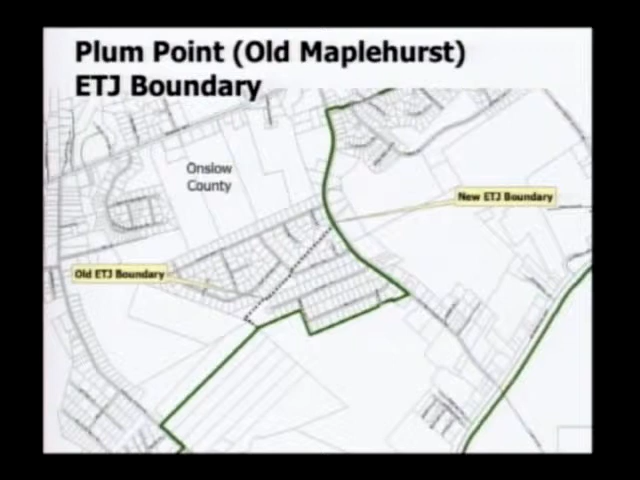 Plum Point (Old Maplehurst)
ETJ Boundary
Onslow
County
New ETJ Boundary
Old ETJ Boundary